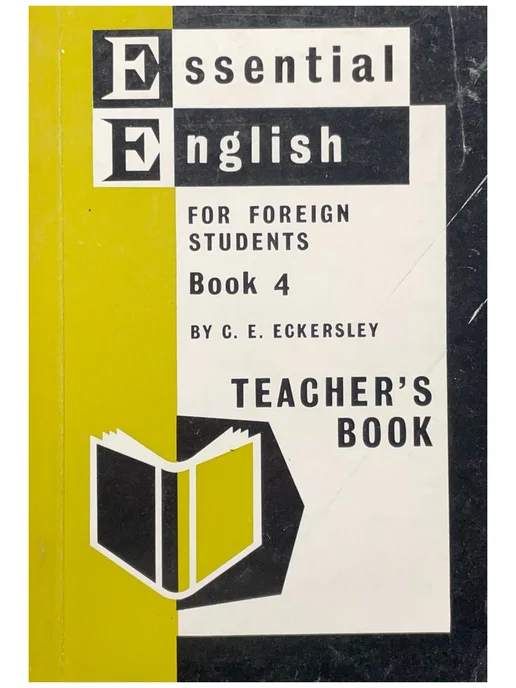 Essential
English
FOR FOREIGN
STUDENTS
Book 4
BY C. E. ECKERSLEY
TEACHER'S
BOOK